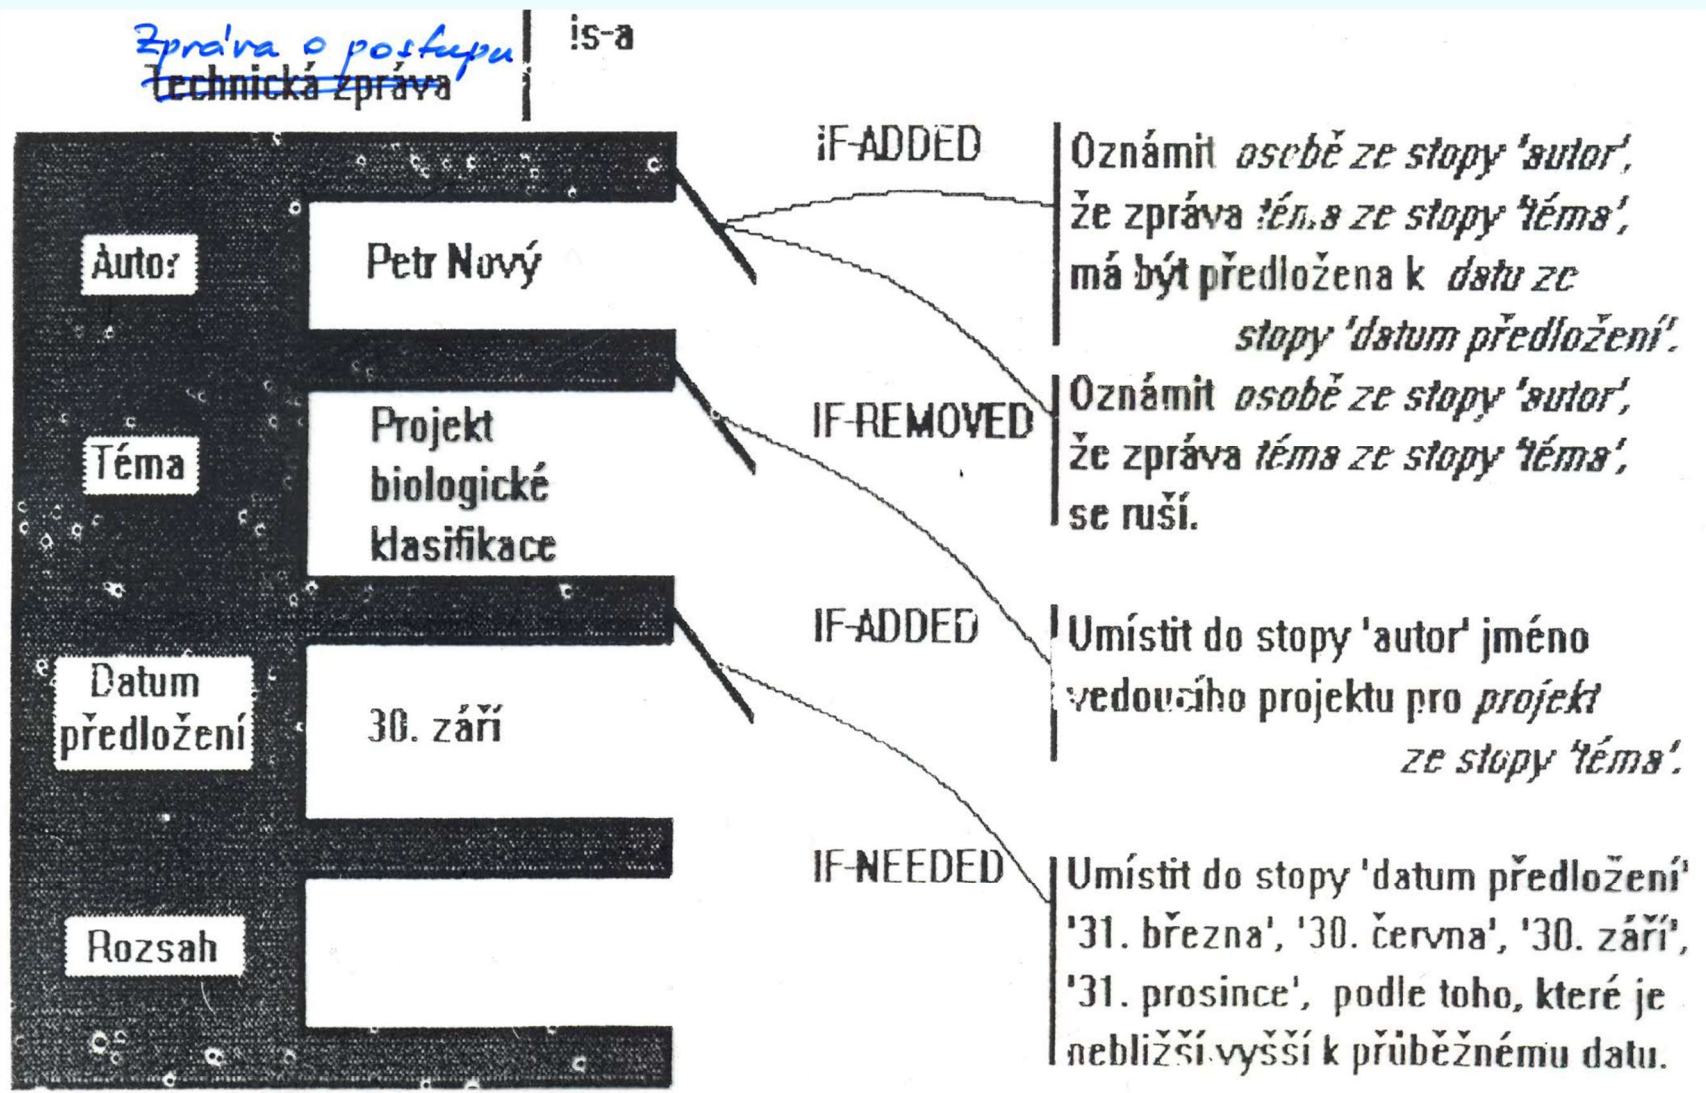 Zpráva o postupu
Technická zpráva
is-a
Autor
Petr Nový
Téma
Projekt
biologické
klasifikace
Datum
předložení
30. září
Rozsah
IF-ADDED
Oznámit osobě ze stopy 'autor',
že zpráva téma ze stopy 'téma',
má být předložena k datu ze
stopy 'datum předložení'.
IF-REMOVED
Oznámit osobě ze stopy 'autor',
že zpráva téma ze stopy 'téma',
se ruší.
IF-ADDED
Umístit do stopy 'autor' jméno
vedoucího projektu pro projekt
ze stopy 'téma'.
IF-NEEDED
Umístit do stopy 'datum předložení'
'31. března', '30. června', '30. září',
'31. prosince', podle toho, které je
nebližší vyšší k průběžnému datu.